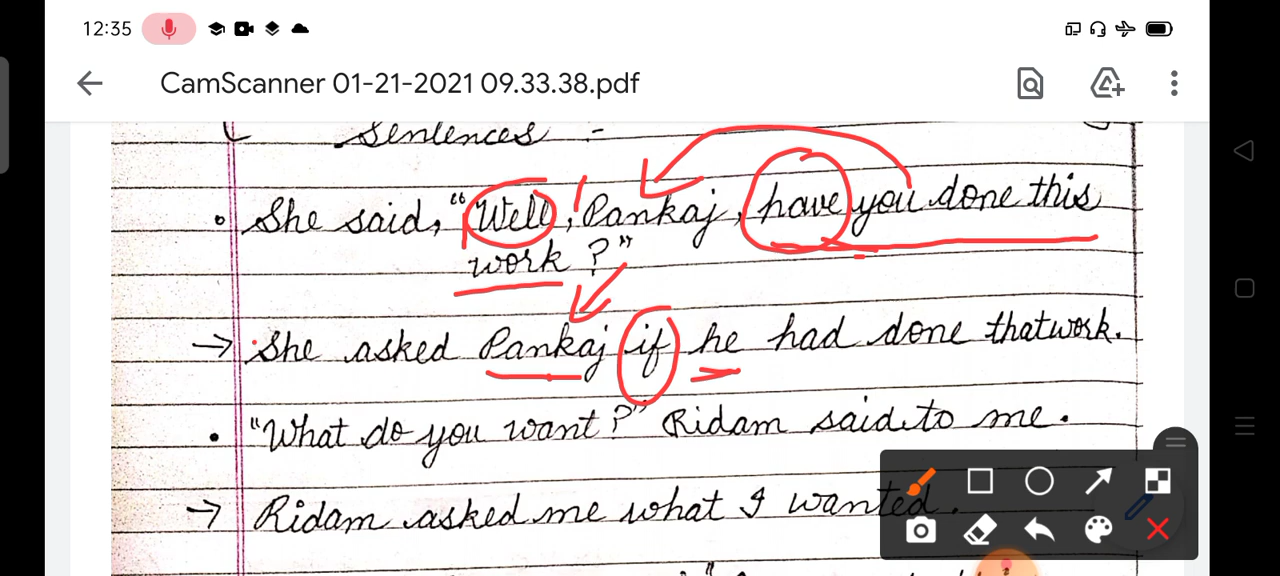 12:35
CamScanner 01-21-2021 09.33.38.pdf
Sentences :-
• She said, "Well, Pankaj, have you done this
work ?"
→ She asked Pankaj if he had done that work.
• "What do you want?" Ridam said to me.
→ Ridam asked me what I wanted.